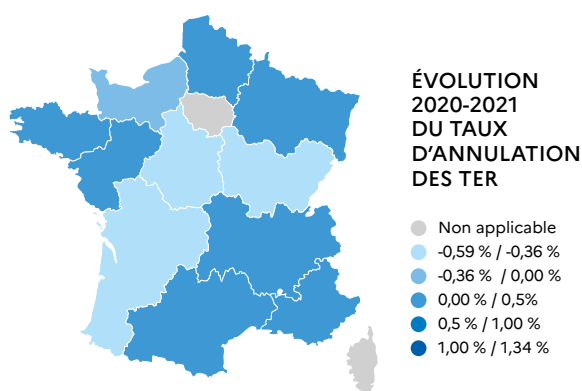 ÉVOLUTION
2020-2021
DU TAUX
D'ANNULATION
DES TER
Non applicable
-0,59 % / -0,36 %
-0,36 % / 0,00 %
0,00 % / 0,5%
0,5 % / 1,00 %
1,00 % / 1,34 %